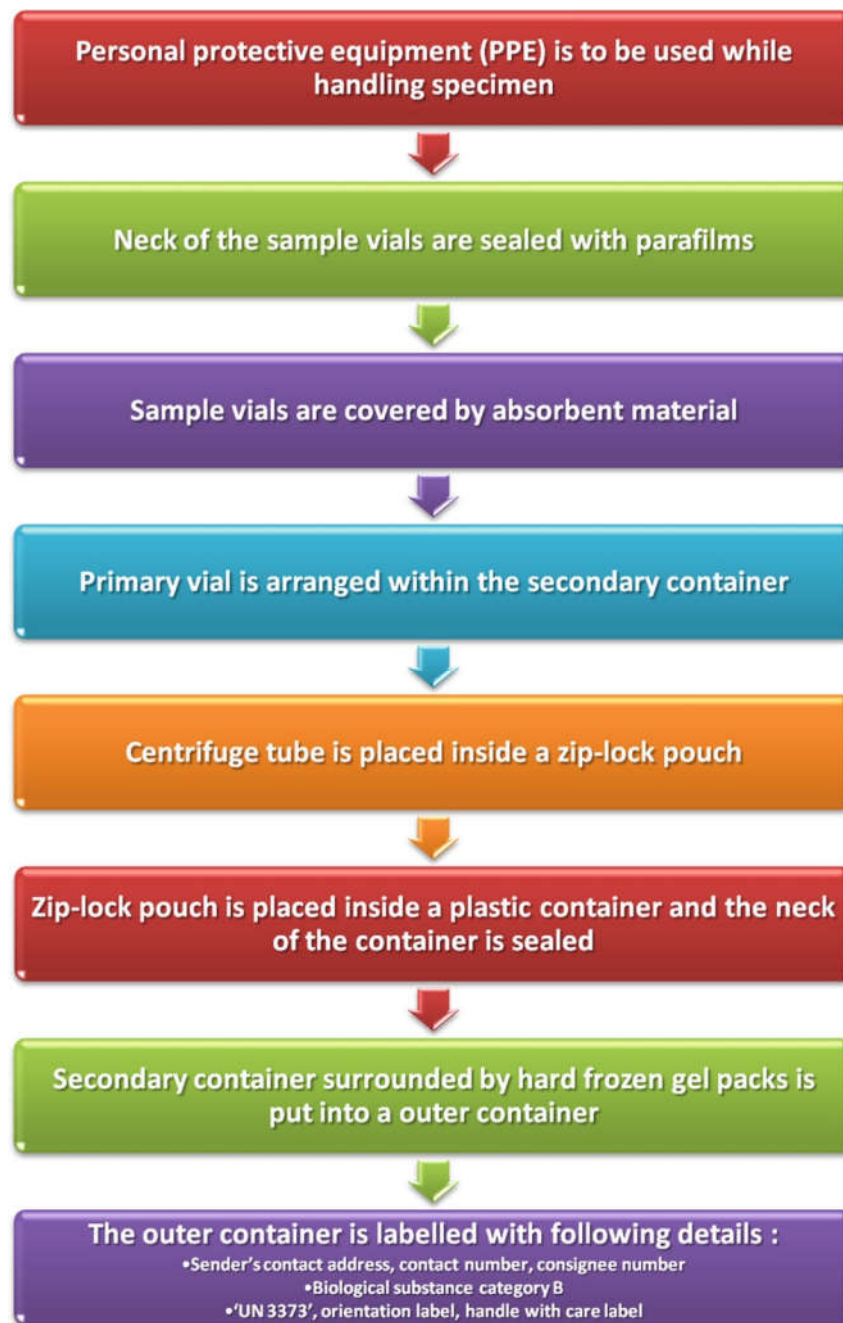 Personal protective equipment (PPE) is to be used while
handling specimen
Neck of the sample vials are sealed with parafilms
Sample vials are covered by absorbent material
Primary vial is arranged within the secondary container
Centrifuge tube is placed inside a zip-lock pouch
Zip-lock pouch is placed inside a plastic container and the neck
of the container is sealed
Secondary container surrounded by hard frozen gel packs is
put into a outer container
The outer container is labelled with following details :
•Sender's contact address, contact number, consignee number
•Biological substance category B
•'UN 3373', orientation label, handle with care label